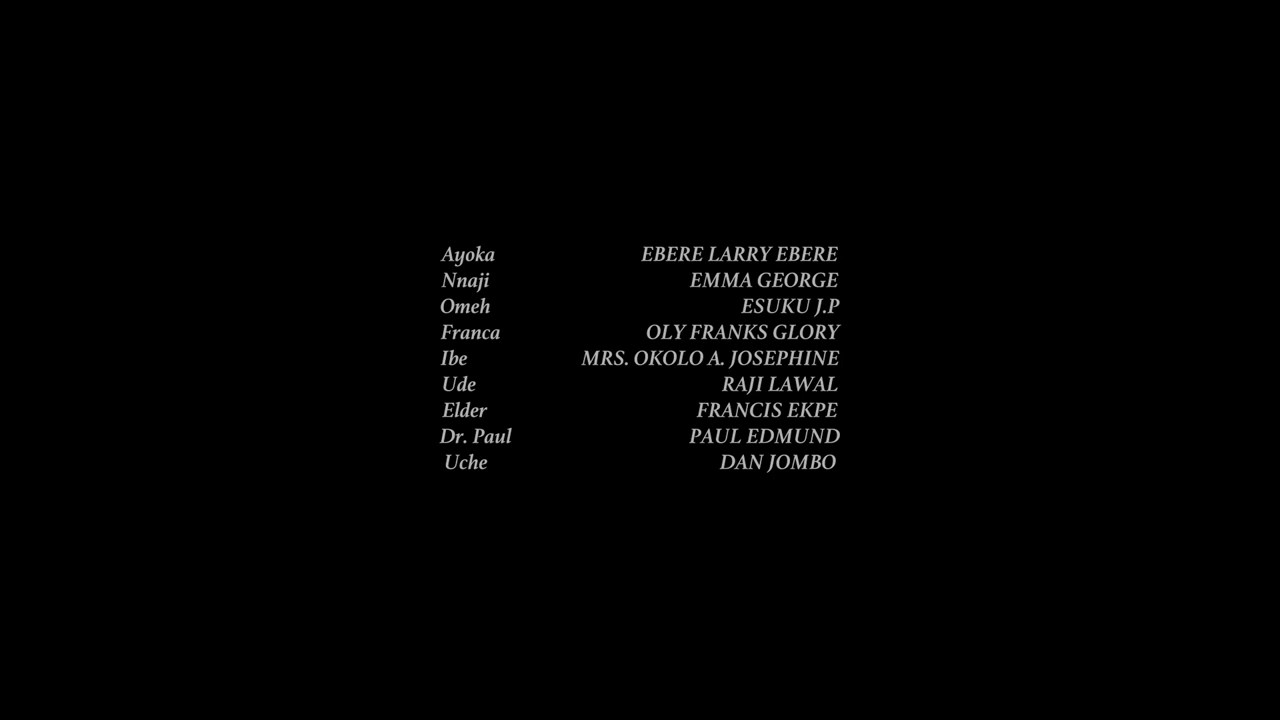 Ayoka EBERE LARRY EBERE
Nnaji EMMA GEORGE
Omeh ESUKU J.P
Franca OLY FRANKS GLORY
Ibe MRS. OKOLO A. JOSEPHINE
Ude RAJI LAWAL
Elder FRANCIS EKPE
Dr. Paul PAUL EDMUND
Uche DAN JOMBO